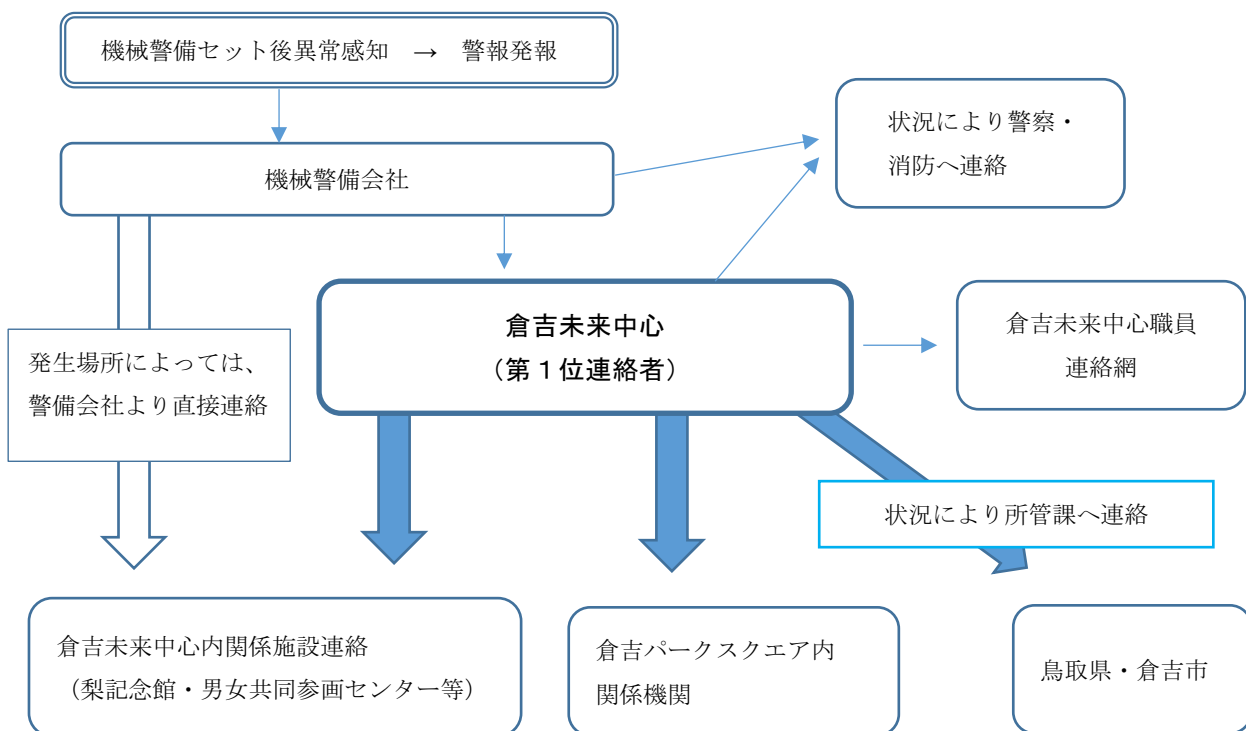 機械警備セット後異常感知 → 警報発報
状況により警察・
消防へ連絡
機械警備会社
倉吉未来中心
（第１位連絡者）
倉吉未来中心職員
連絡網
発生場所によっては、
警備会社より直接連絡
状況により所管課へ連絡
倉吉未来中心内関係施設連絡
（梨記念館・男女共同参画センター等）
倉吉パークスクエア内
関係機関
鳥取県・倉吉市